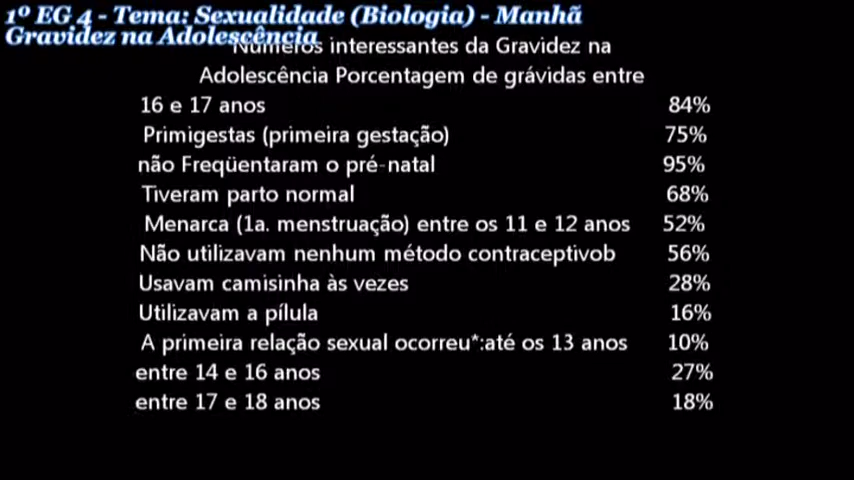 1º EG 4 - Tema: Sexualidade (Biologia) - Manhã
Gravidez na Adolescência
Números interessantes da Gravidez na
Adolescência Porcentagem de grávidas entre
16 e 17 anos 84%
Primigestas (primeira gestação) 75%
não Freqüentaram o pré-natal 95%
Tiveram parto normal 68%
Menarca (1a. menstruação) entre os 11 e 12 anos 52%
Não utilizavam nenhum método contraceptivob 56%
Usavam camisinha às vezes 28%
Utilizavam a pílula 16%
A primeira relação sexual ocorreu*:até os 13 anos 10%
entre 14 e 16 anos 27%
entre 17 e 18 anos 18%